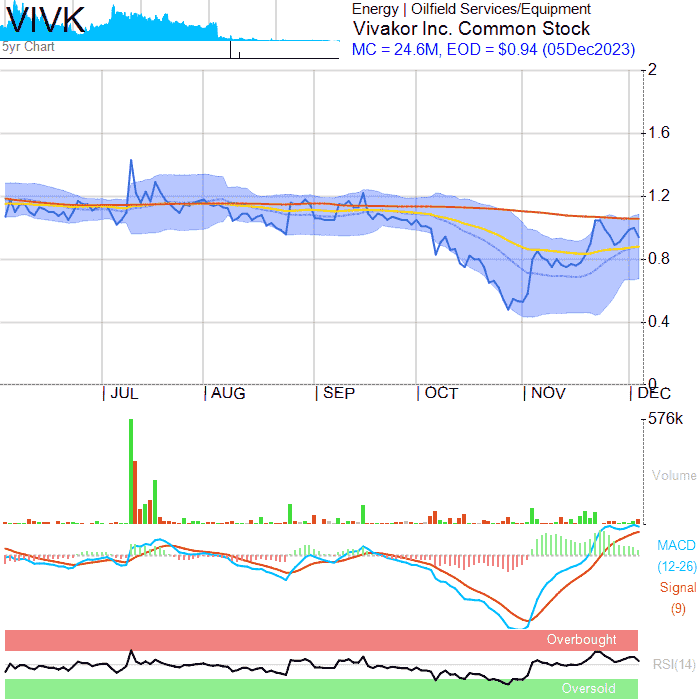 VIVK
5yr Chart
Energy | Oilfield Services/Equipment
Vivakor Inc. Common Stock
MC = 24.6M, EOD = $0.94 (05Dec2023)
2
1.6
1.2
0.8
0.4
0
| JUL | AUG | SEP | OCT | NOV | DEC
576k
Volume
MACD
(12-26)
Signal
(9)
Overbought
RSI(14)
Oversold